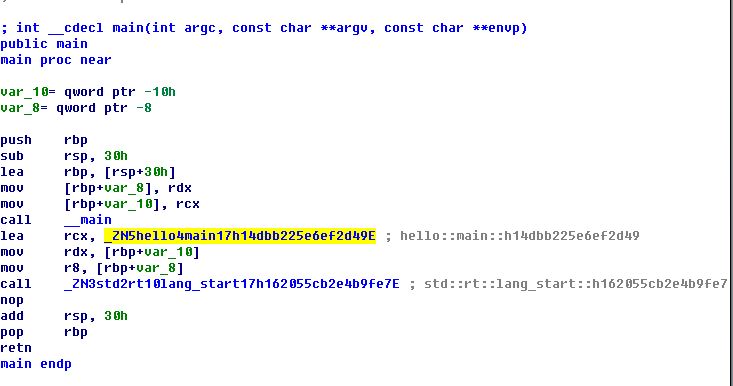 ; int __cdecl main(int argc, const char **argv, const char **envp)
public main
main proc near
var_10= qword ptr -10h
var_8= qword ptr -8
push rbp
sub rsp, 30h
lea rbp, [rsp+30h]
mov [rbp+var_8], rdx
mov [rbp+var_10], rcx
call __main
lea rcx, _ZN5hello4main17h14dbb225e6ef2d49E ; hello::main::h14dbb225e6ef2d49
mov rdx, [rbp+var_10]
mov r8, [rbp+var_8]
call _ZN3std2rt10lang_start17h162055cb2e4b9fe7E ; std::rt::lang_start::h162055cb2e4b9fe7
nop
add rsp, 30h
pop rbp
retn
main endp